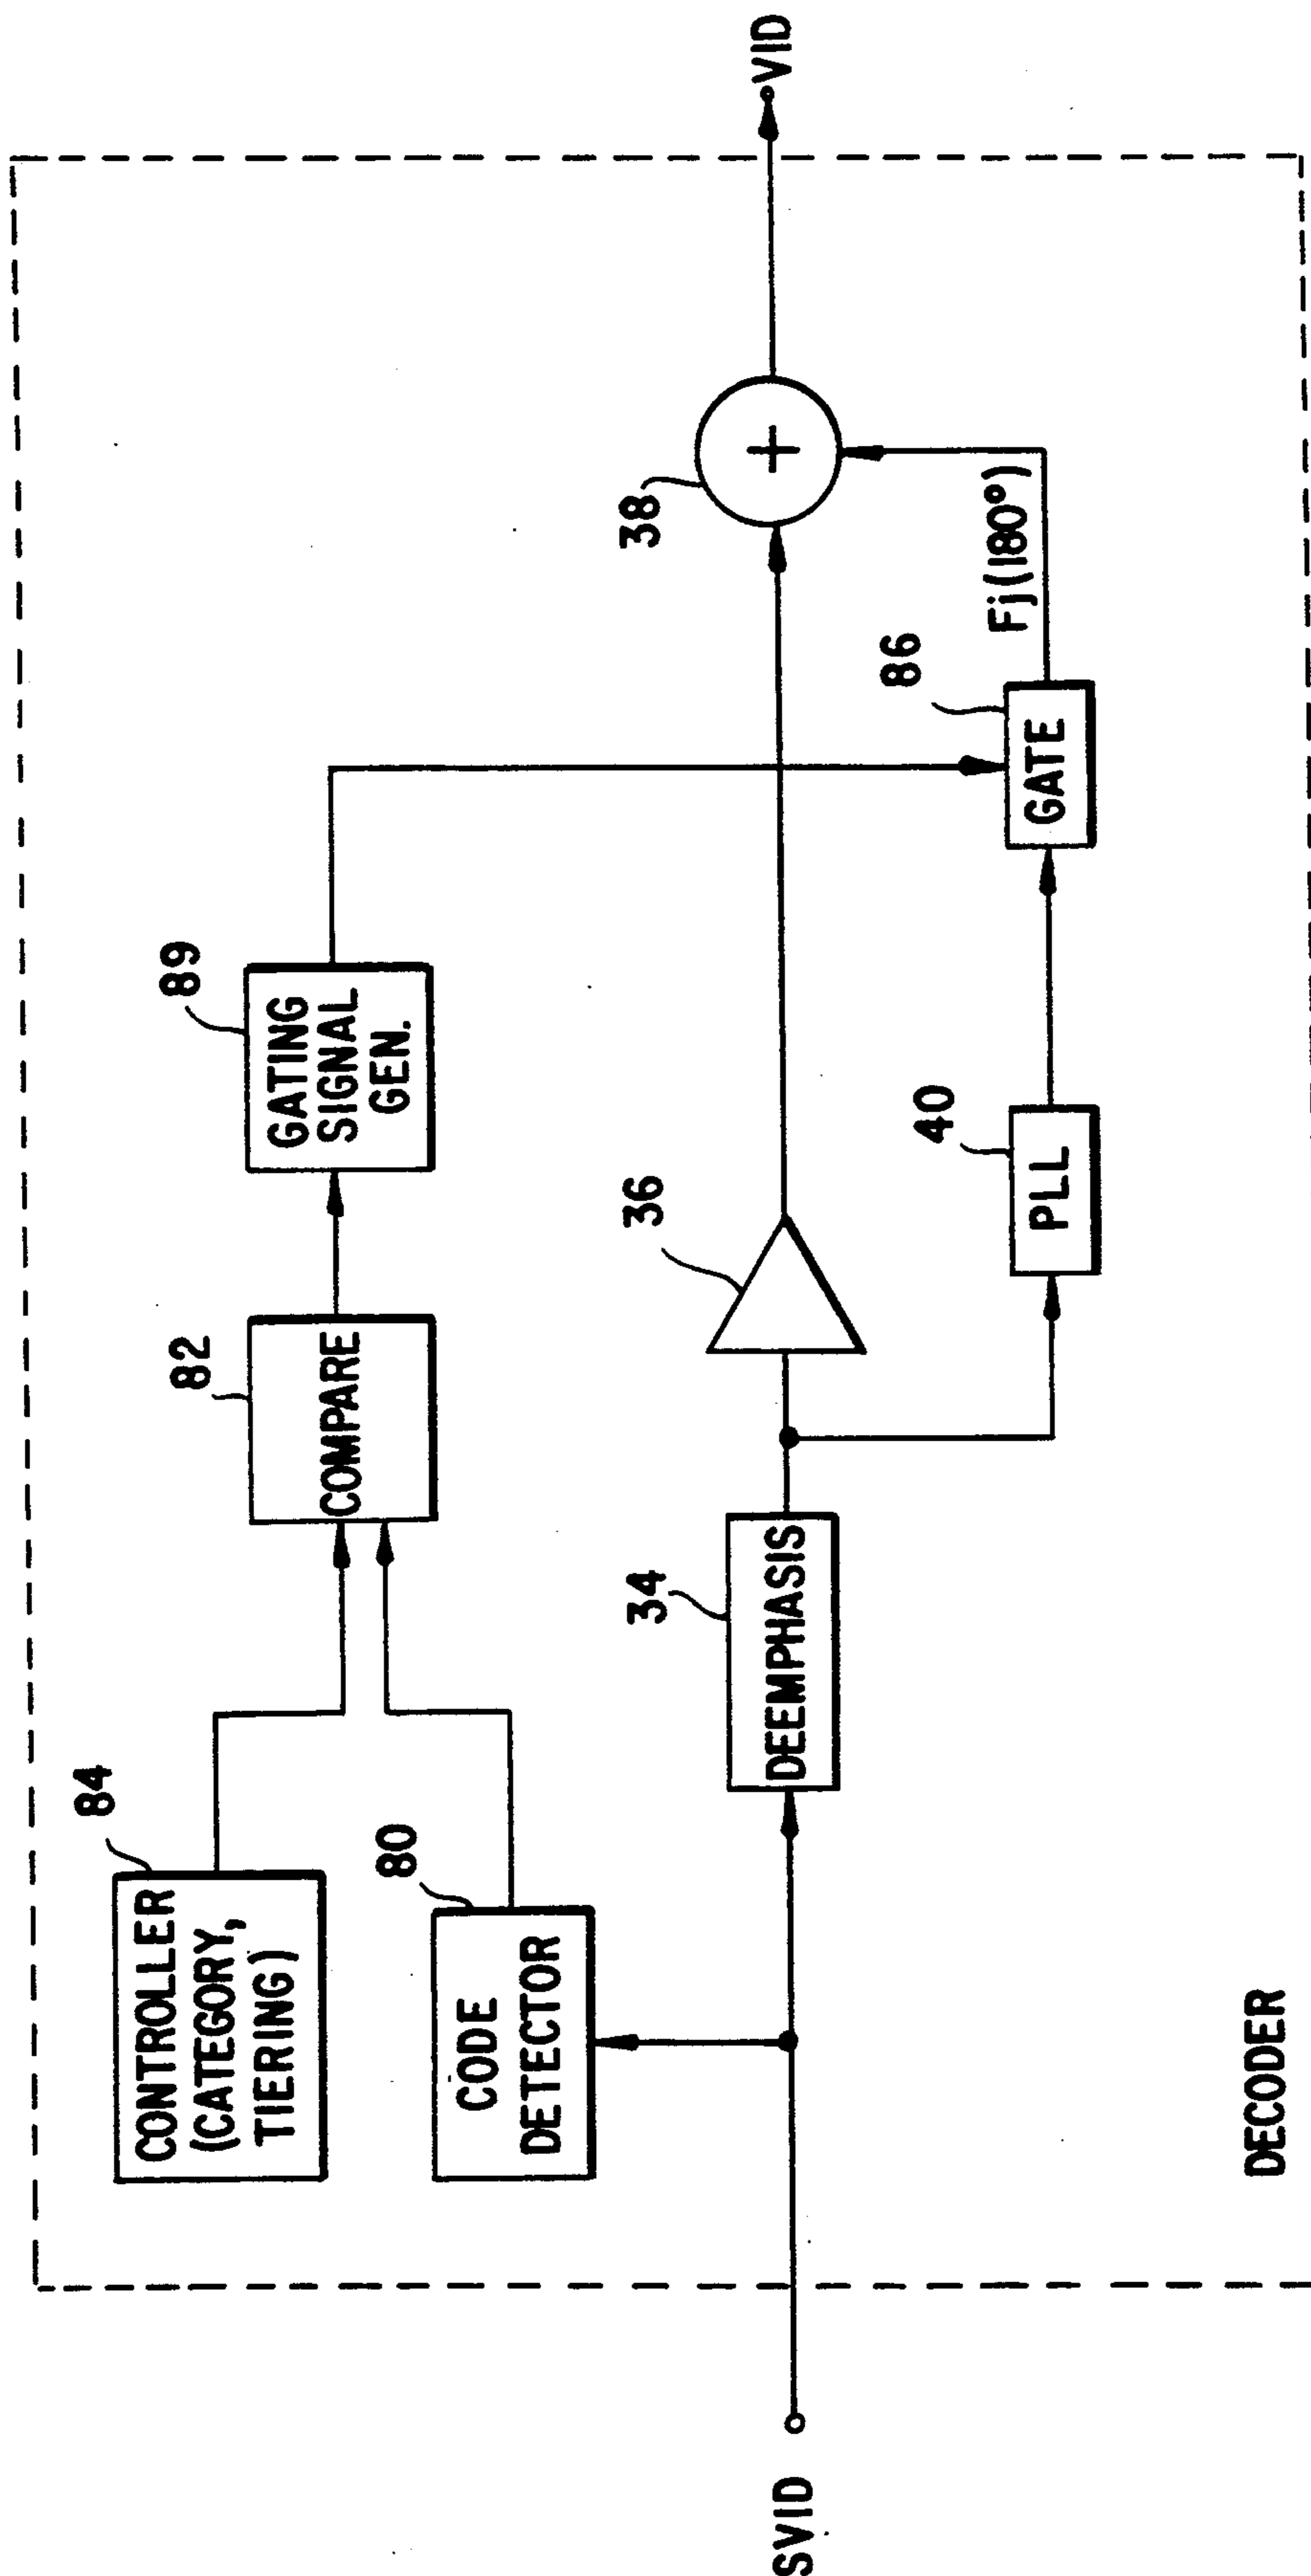 84
CONTROLLER
(CATEGORY,
TIERING)
80
CODE
DETECTOR
82
COMPARE
89
GATING
SIGNAL
GEN.
SVID
34
DEEMPHASIS
36
38
+
VID
40
PLL
86
GATE
Fj(180°)
DECODER